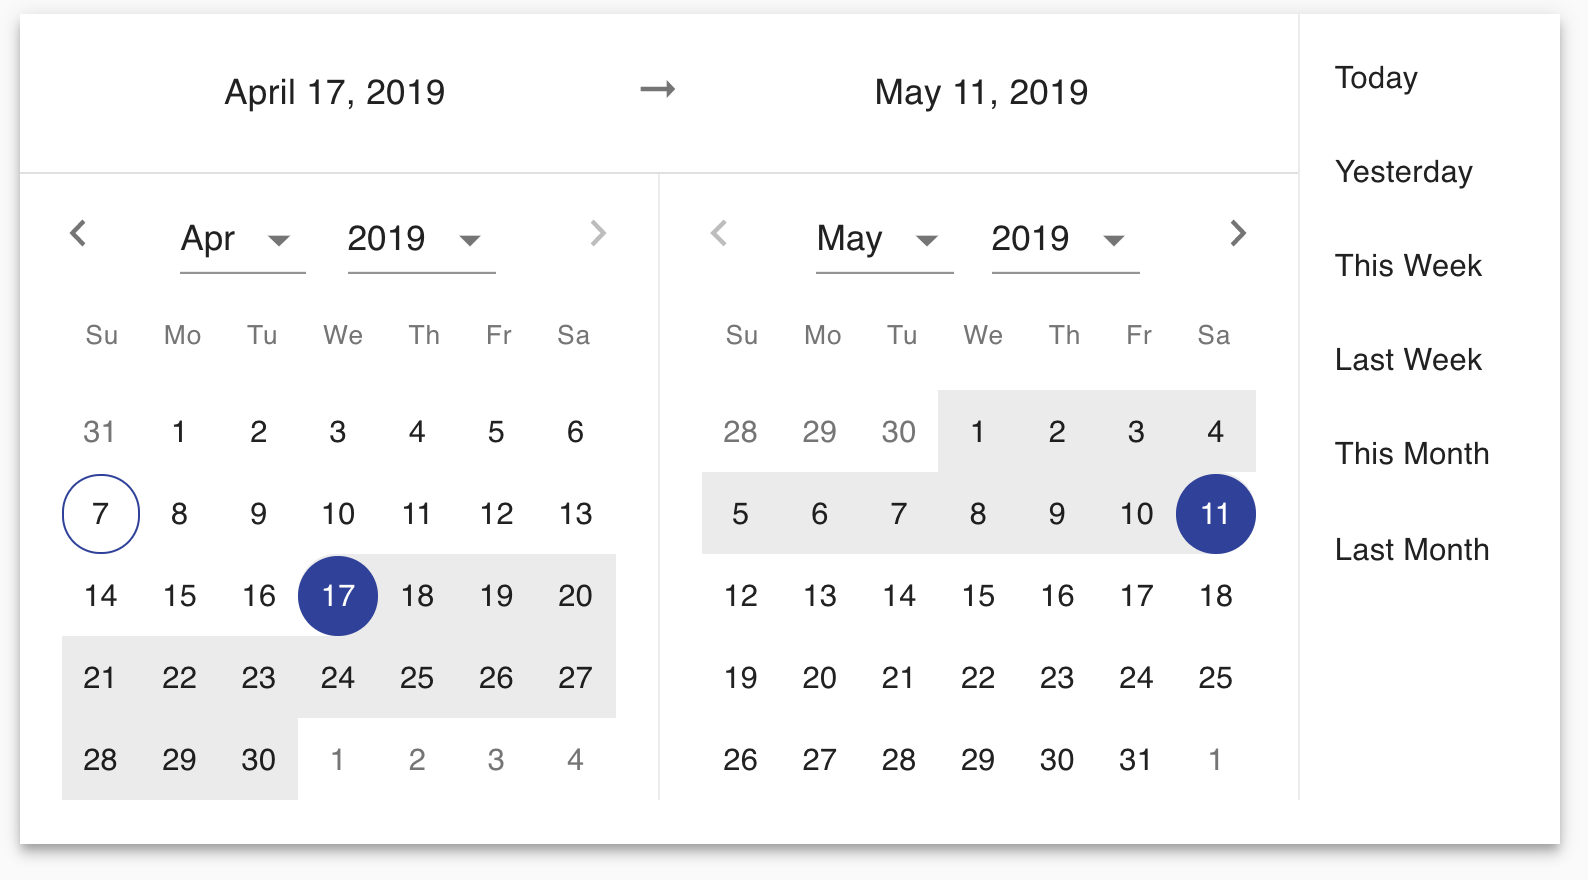 April 17, 2019 → May 11, 2019
Apr 2019
Su Mo Tu We Th Fr Sa
31 1 2 3 4 5 6
7 8 9 10 11 12 13
14 15 16 17 18 19 20
21 22 23 24 25 26 27
28 29 30 1 2 3 4
May 2019
Su Mo Tu We Th Fr Sa
28 29 30 1 2 3 4
5 6 7 8 9 10 11
12 13 14 15 16 17 18
19 20 21 22 23 24 25
26 27 28 29 30 31 1
Today
Yesterday
This Week
Last Week
This Month
Last Month